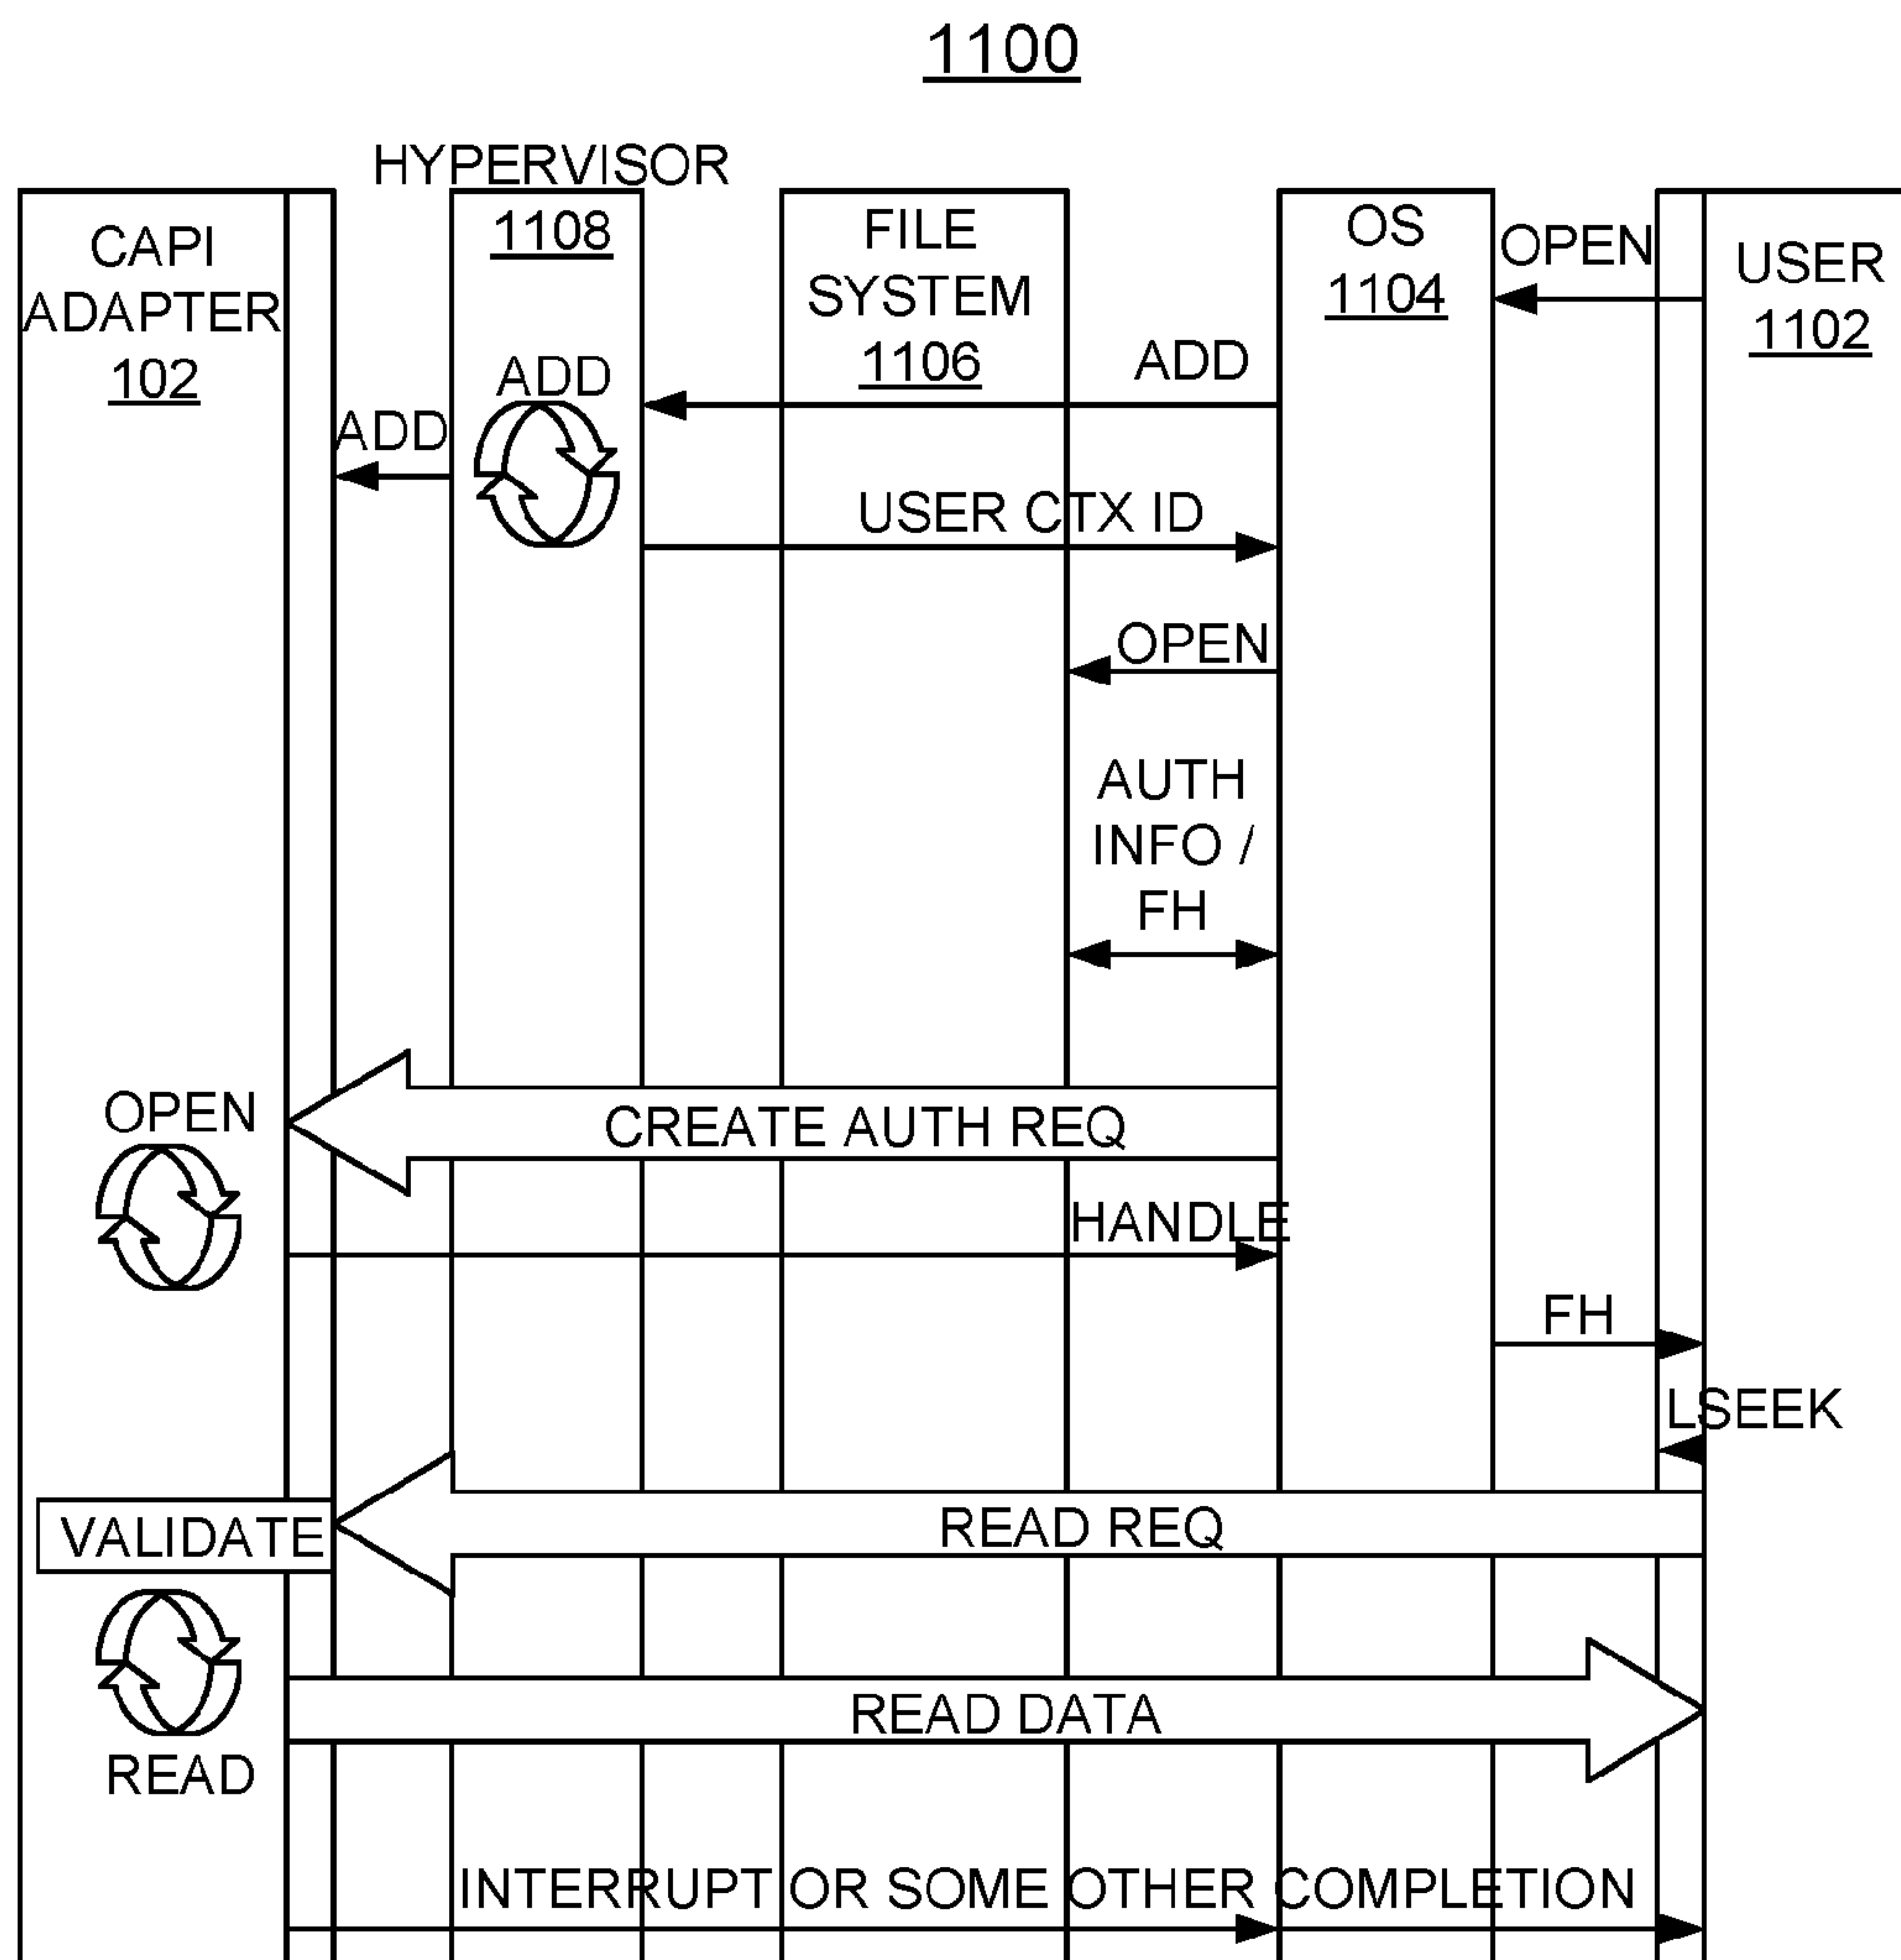 1100
HYPERVISOR
1108
CAPI
ADAPTER
102
FILE
SYSTEM
1106
OS
1104
OPEN
USER
1102
ADD
ADD
ADD
USER CTX ID
OPEN
AUTH
INFO /
FH
OPEN
CREATE AUTH REQ
HANDLE
FH
LSEEK
VALIDATE
READ REQ
READ DATA
READ
INTERRUPT OR SOME OTHER COMPLETION